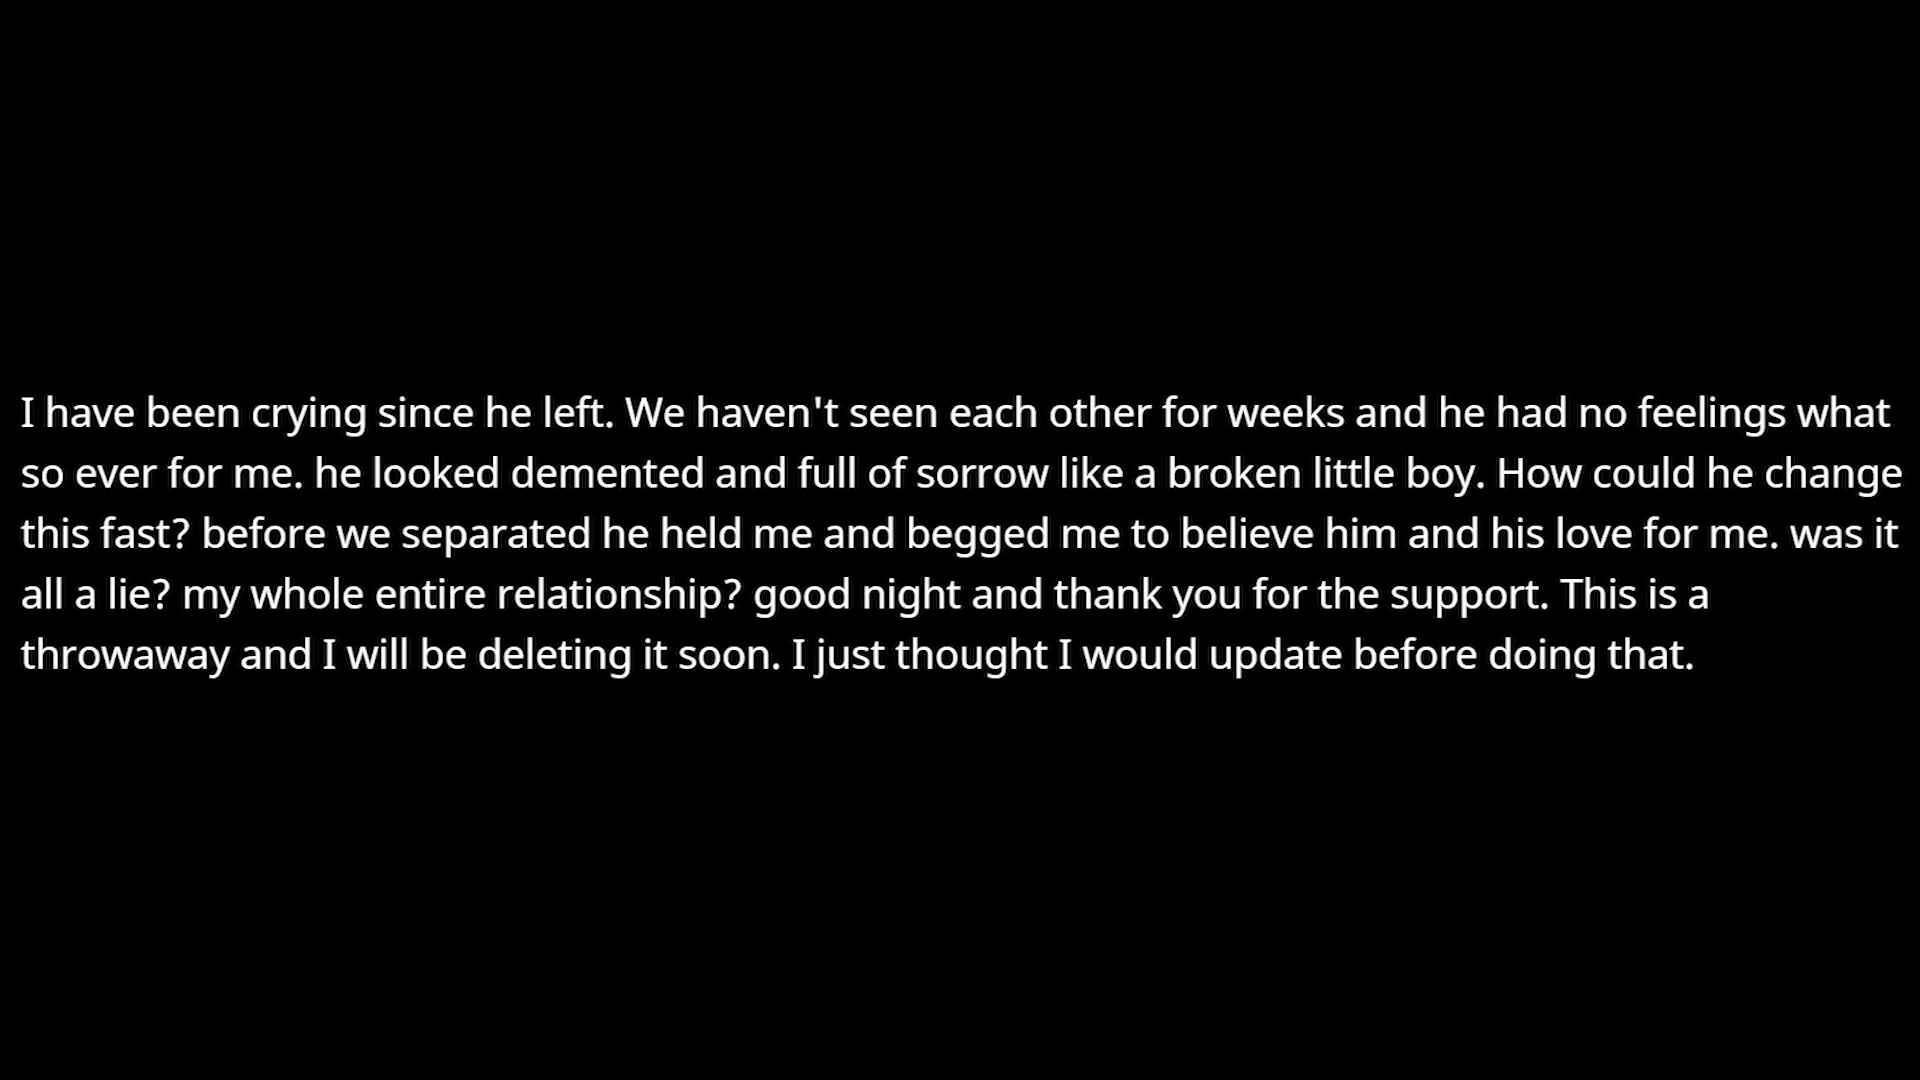 I have been crying since he left. We haven't seen each other for weeks and he had no feelings what
so ever for me. he looked demented and full of sorrow like a broken little boy. How could he change
this fast? before we separated he held me and begged me to believe him and his love for me. was it
all a lie? my whole entire relationship? good night and thank you for the support. This is a
throwaway and I will be deleting it soon. I just thought I would update before doing that.